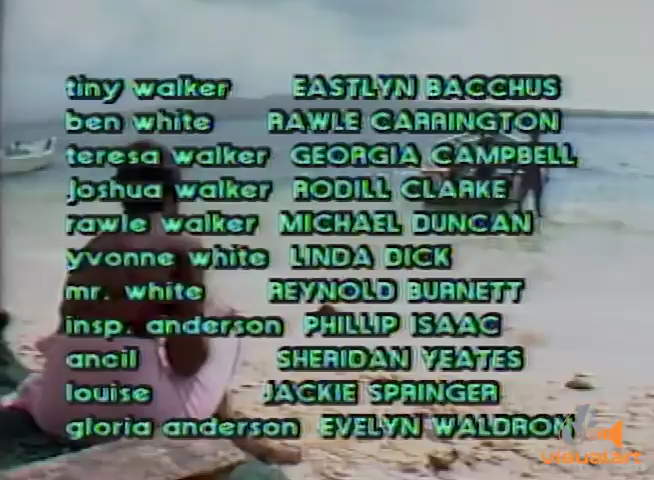 tiny walker EASTLYN BACCHUS
ben white RAWLE CARRINGTON
teresa walker GEORGIA CAMPBELL
joshua walker RODILL CLARKE
rawle walker MICHAEL DUNCAN
yvonne white LINDA DICK
mr. white REYNOLD BURNETT
insp. anderson PHILLIP ISAAC
ancil SHERIDAN YEATES
louise JACKIE SPRINGER
gloria anderson EVELYN WALDRON
visualart